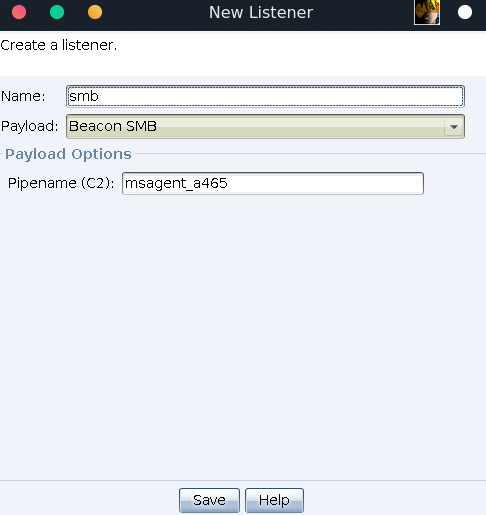 New Listener
Create a listener.
Name: smb
Payload: Beacon SMB
Payload Options
Pipename (C2): msagent_a465
Save Help